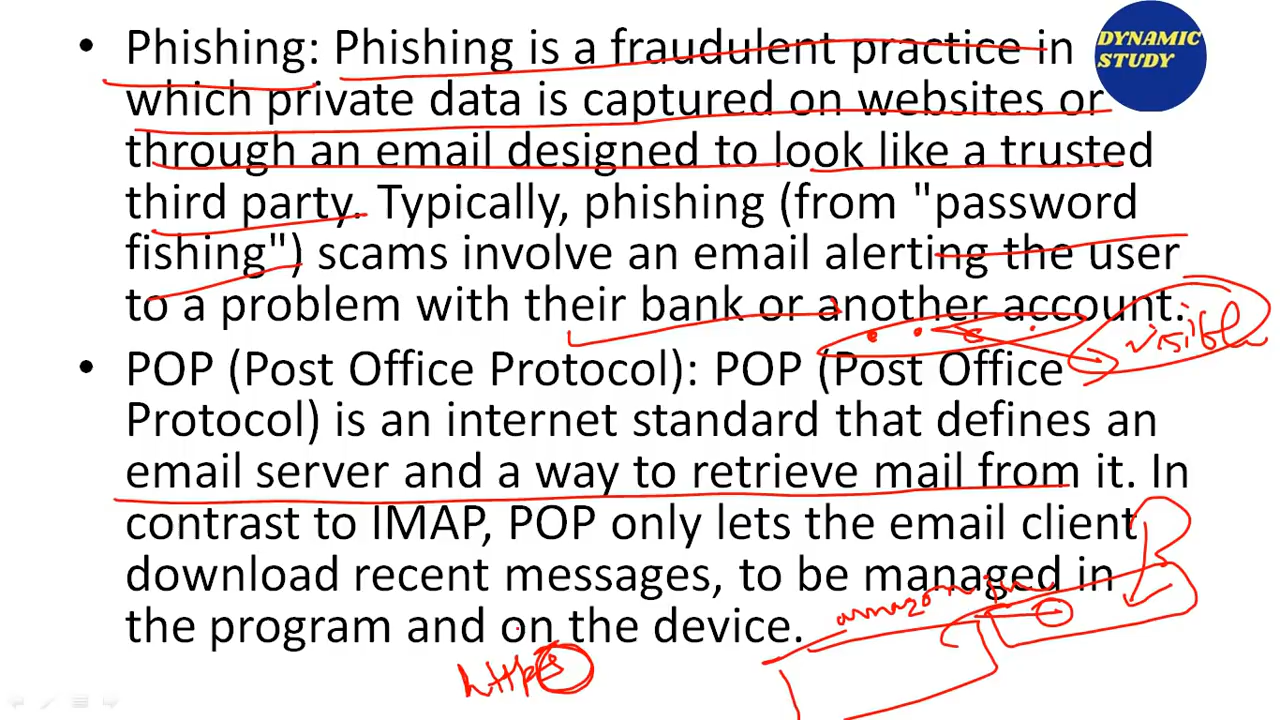 • Phishing: Phishing is a fraudulent practice in
which private data is captured on websites or
through an email designed to look like a trusted
third party. Typically, phishing (from "password
fishing") scams involve an email alerting the user
to a problem with their bank or another account.
visible
• POP (Post Office Protocol): POP (Post Office
Protocol) is an internet standard that defines an
email server and a way to retrieve mail from it. In
contrast to IMAP, POP only lets the email client
download recent messages, to be managed in
the program and on the device.
amazon.in
https
DYNAMIC
STUDY